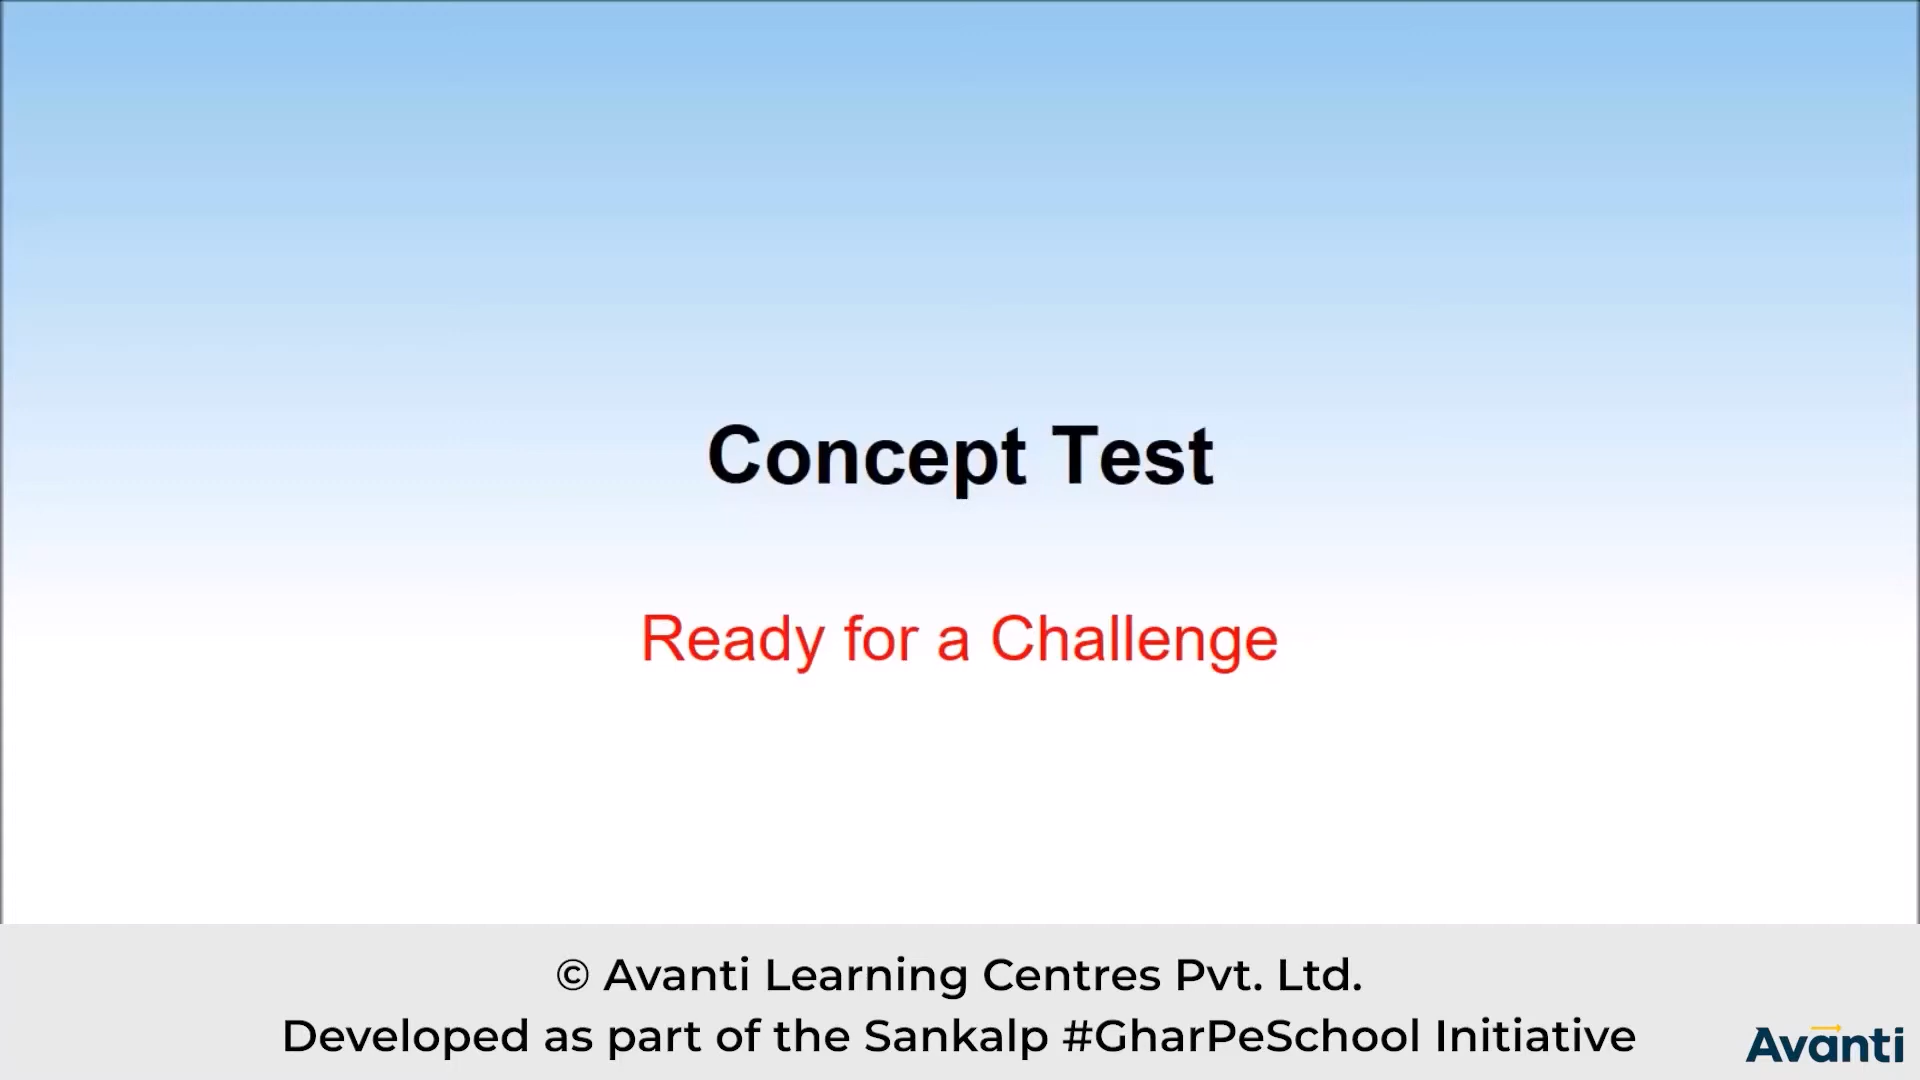 Concept Test
Ready for a Challenge
© Avanti Learning Centres Pvt. Ltd.
Developed as part of the Sankalp #GharPeSchool Initiative
Avanti